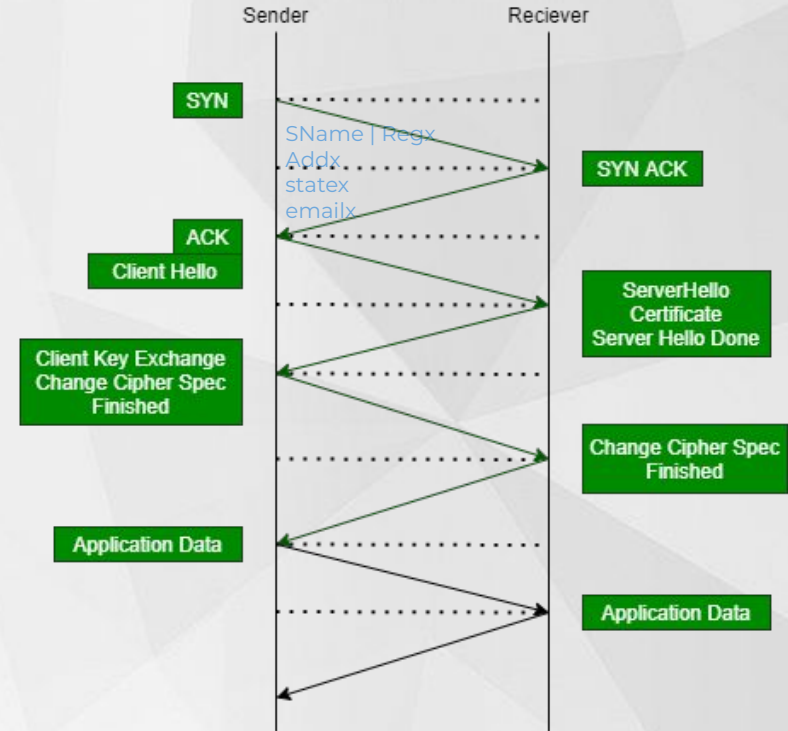 Sender
Reciever
SYN
SName | Regx
Addx
statex
emailx
SYN ACK
ACK
Client Hello
ServerHello
Certificate
Server Hello Done
Client Key Exchange
Change Cipher Spec
Finished
Change Cipher Spec
Finished
Application Data
Application Data